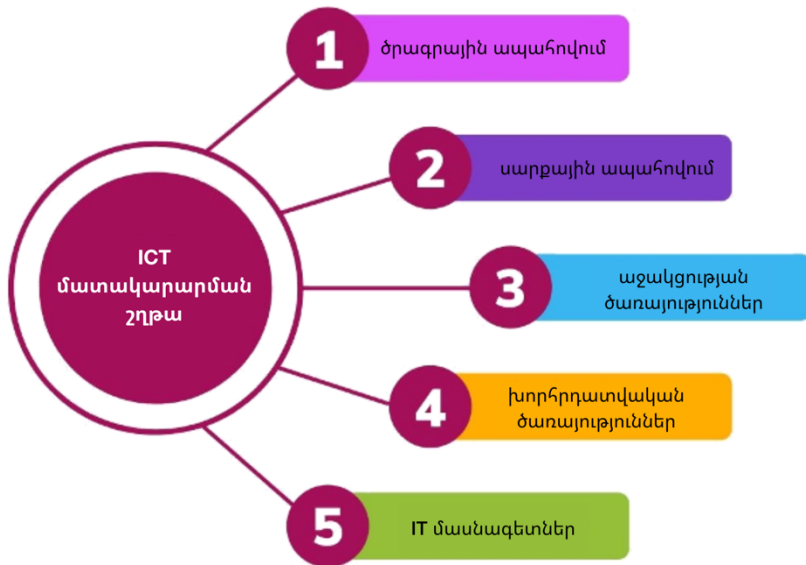 ICT
մատակարարման
շղթա
1
ծրագրային ապահովում
2
սարքային ապահովում
3
աջակցության
ծառայություններ
4
խորհրդատվական
ծառայություններ
5
IT մասնագետներ